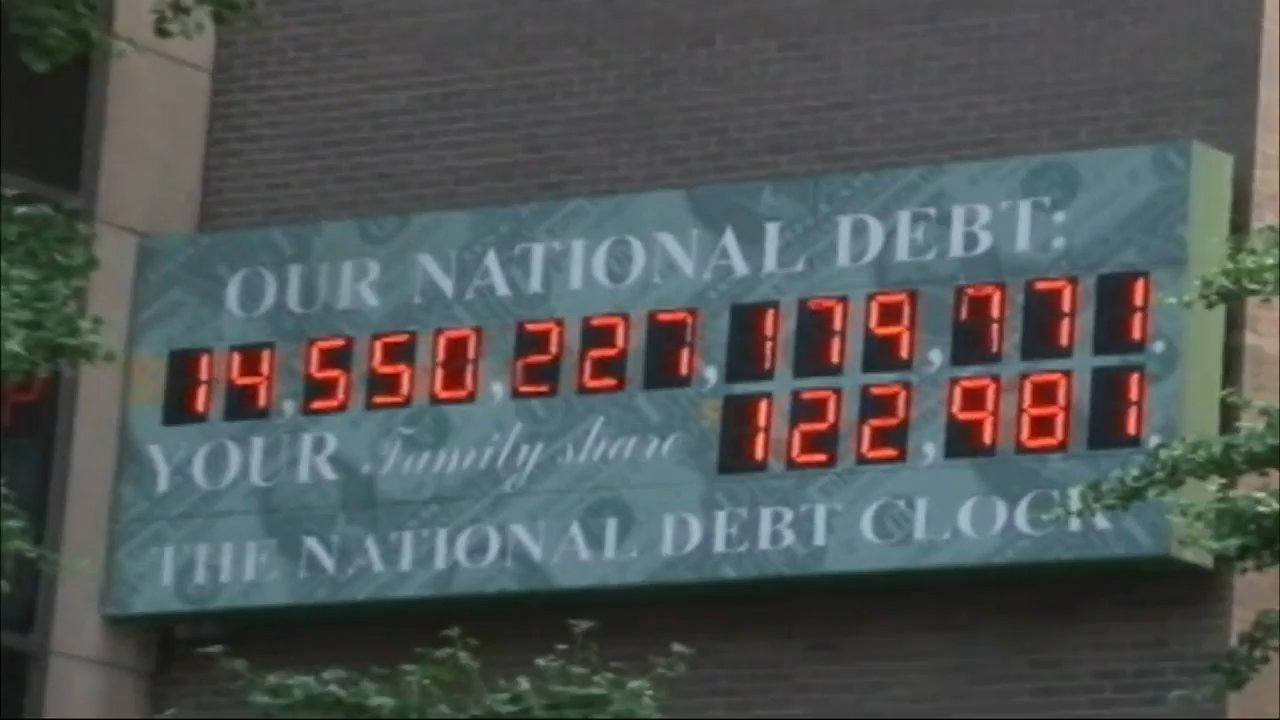 OUR NATIONAL DEBT:
14,550,227,179,771.
YOUR Family share 122,981.
THE NATIONAL DEBT CLOCK